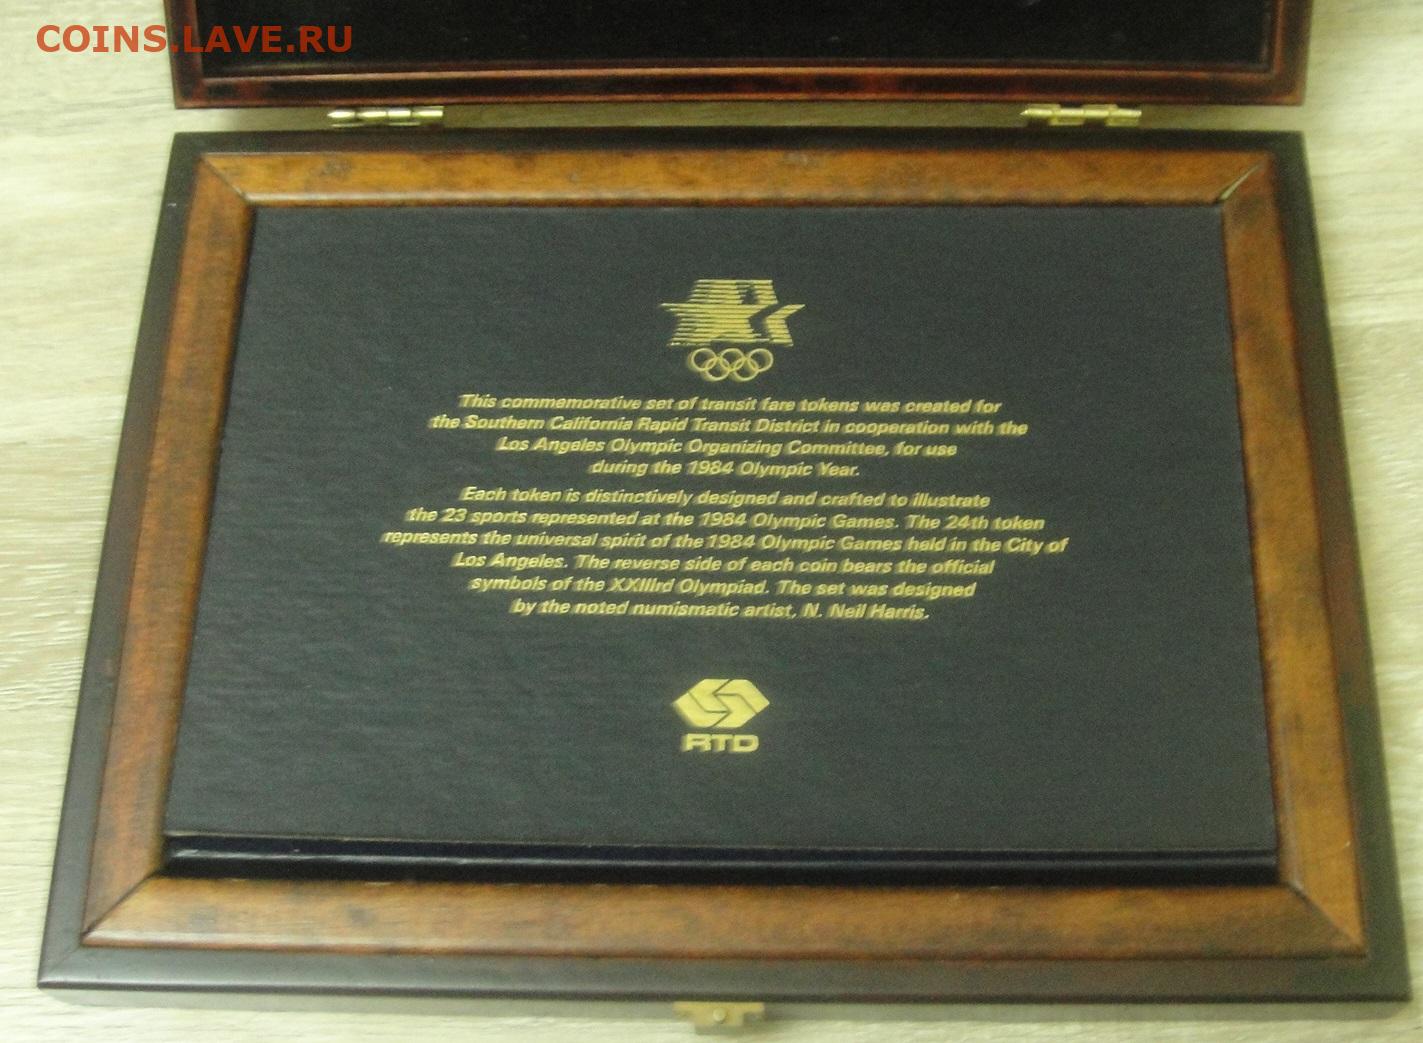 COINS.LAVE.RU
This commemorative set of transit fare tokens was created for
the Southern California Rapid Transit District in cooperation with the
Los Angeles Olympic Organizing Committee, for use
during the 1984 Olympic Year.
Each token is distinctively designed and crafted to illustrate
the 23 sports represented at the 1984 Olympic Games. The 24th token
represents the universal spirit of the 1984 Olympic Games held in the City of
Los Angeles. The reverse side of each coin bears the official
symbols of the XXIIIrd Olympiad. The set was designed
by the noted numismatic artist, N. Neil Harris.
RTD